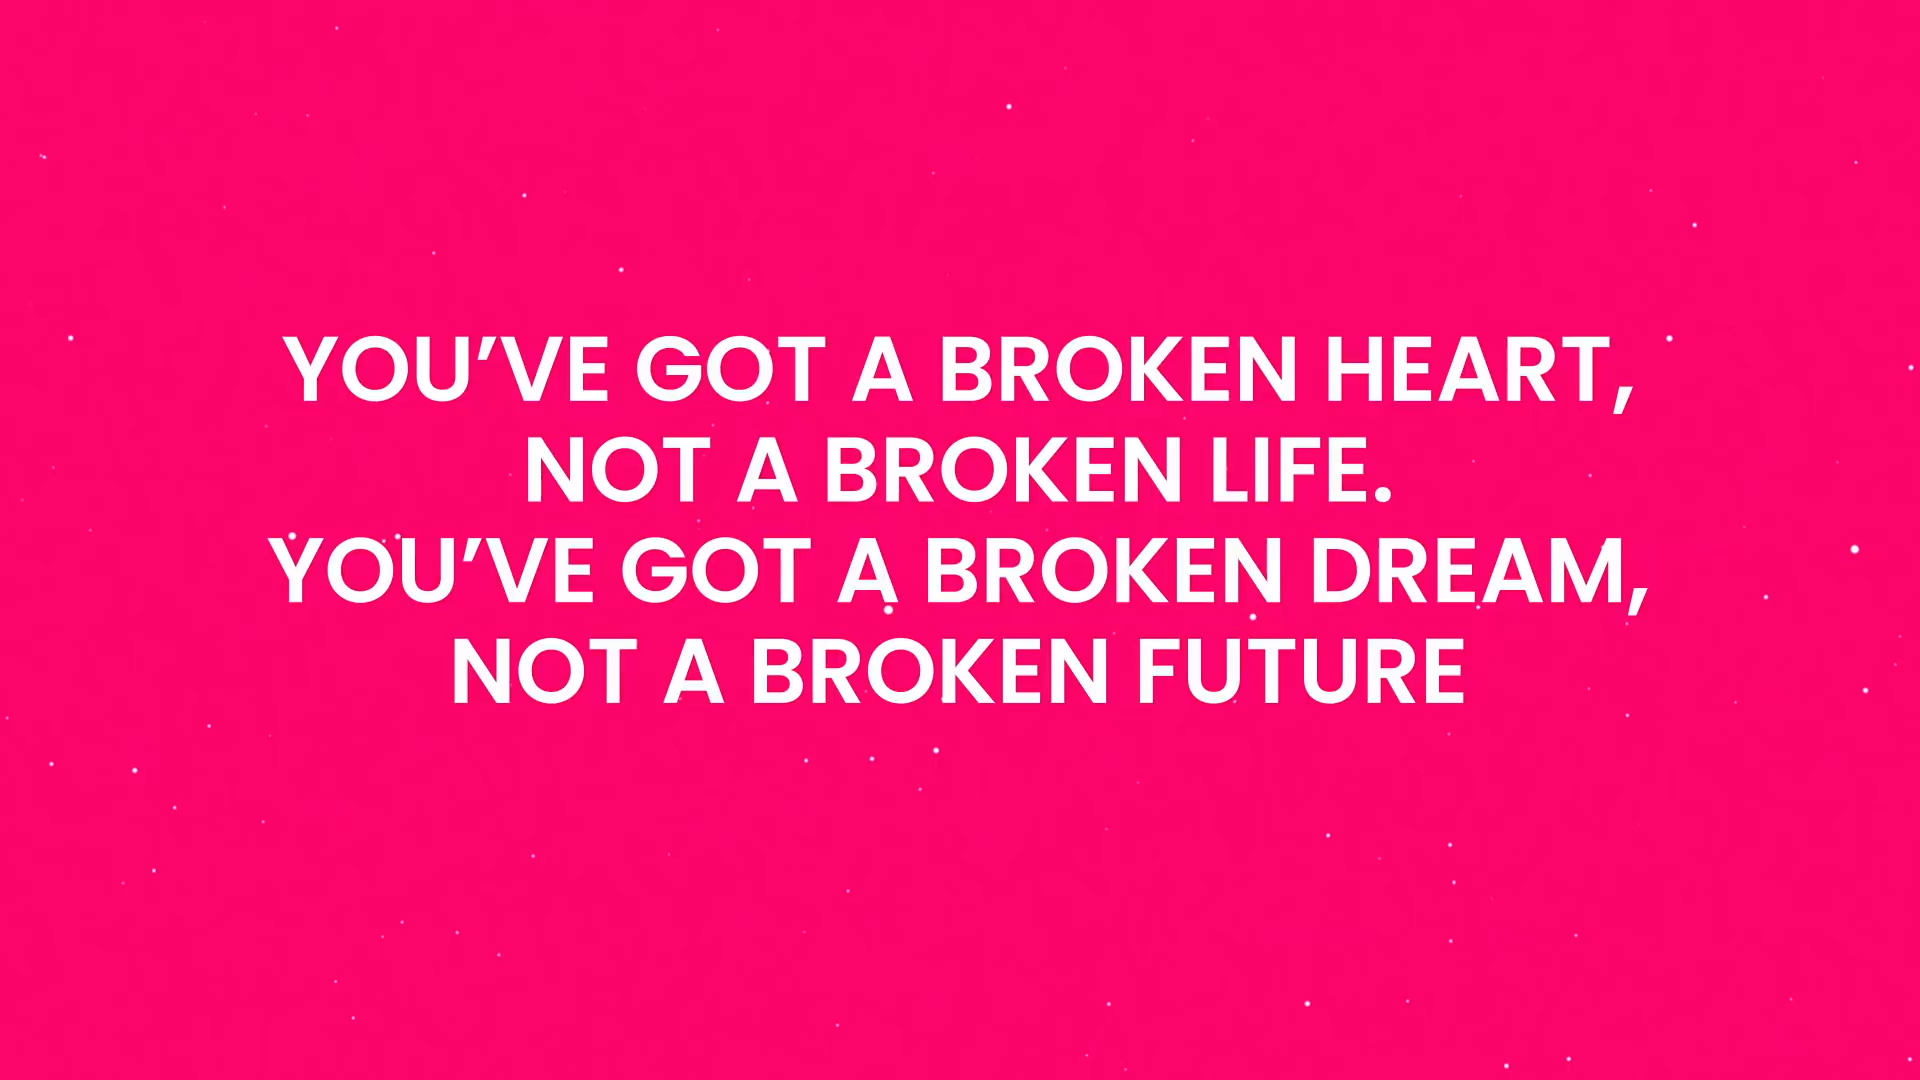 YOU’VE GOT A BROKEN HEART,
NOT A BROKEN LIFE.
YOU’VE GOT A BROKEN DREAM,
NOT A BROKEN FUTURE